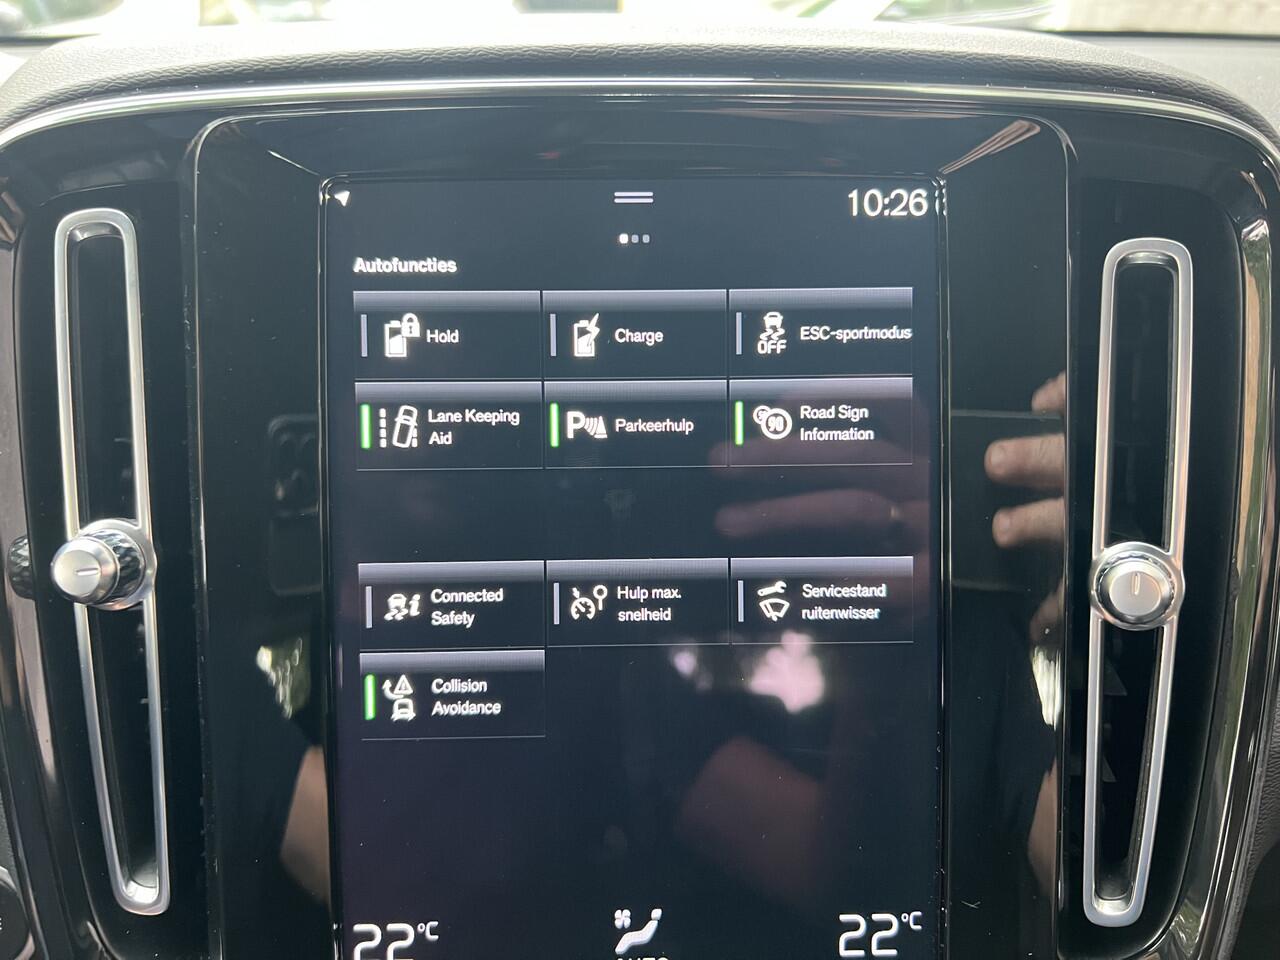 10:26
Autofuncties
Hold
Charge
OFF
ESC-sportmodus
Lane Keeping
Aid
P
Parkeerhulp
90
Road Sign
Information
Connected
Safety
Hulp max.
snelheid
Servicestand
ruitenwisser
Collision
Avoidance
22°C
22°C